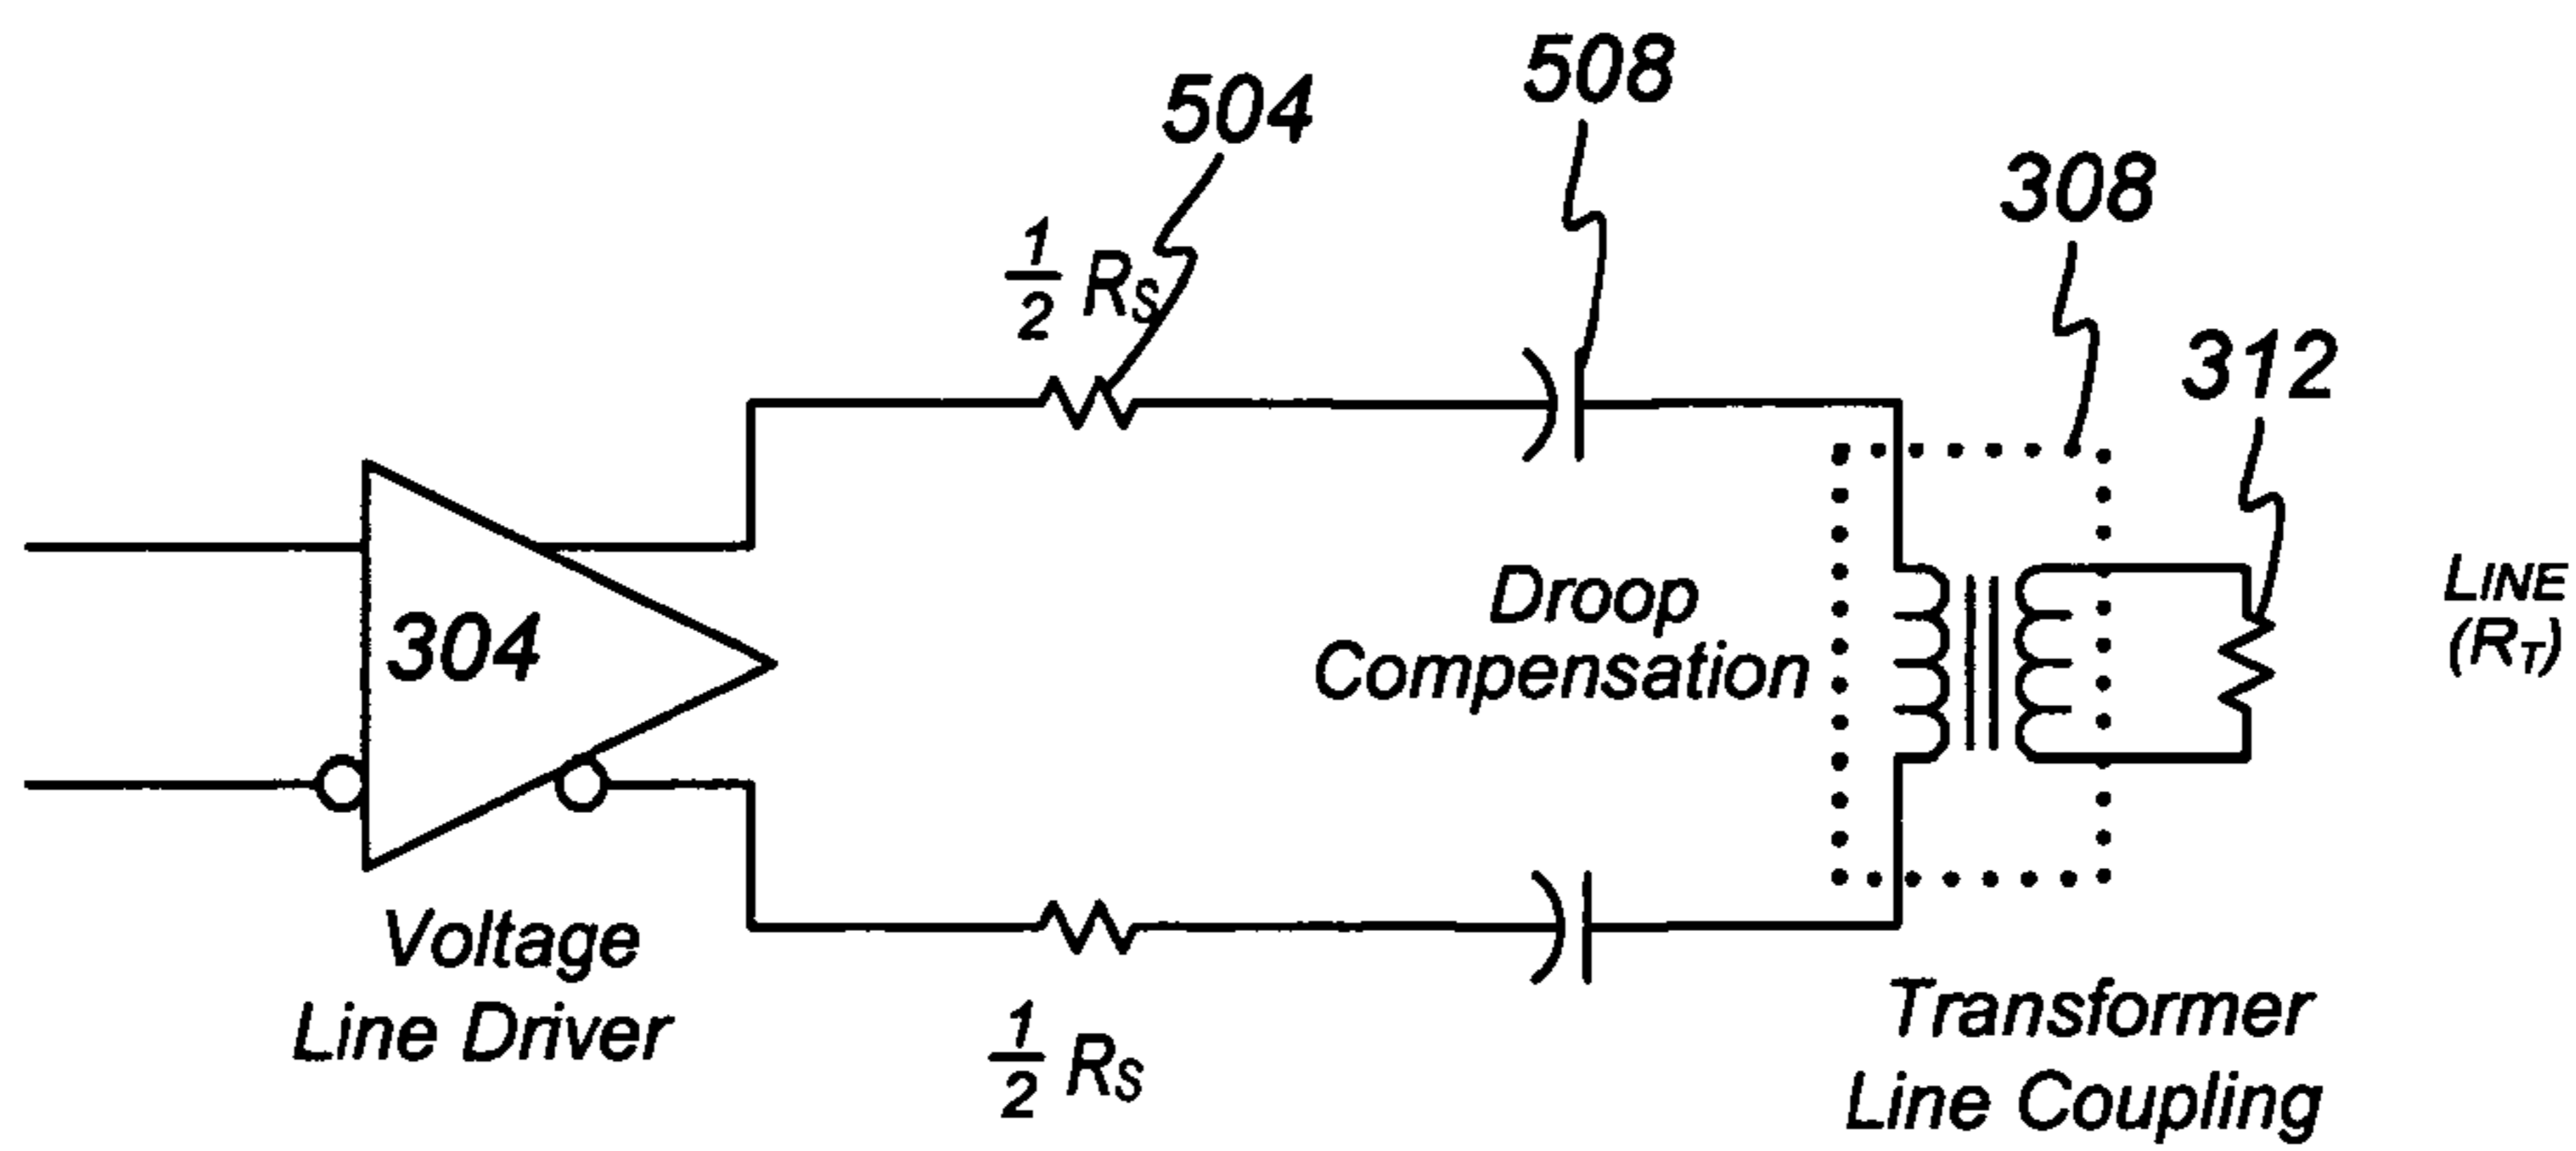 508
504
308
1/2 RS
312
LINE
(RT)
Droop
Compensation
304
Voltage
Line Driver
1/2 RS
Transformer
Line Coupling